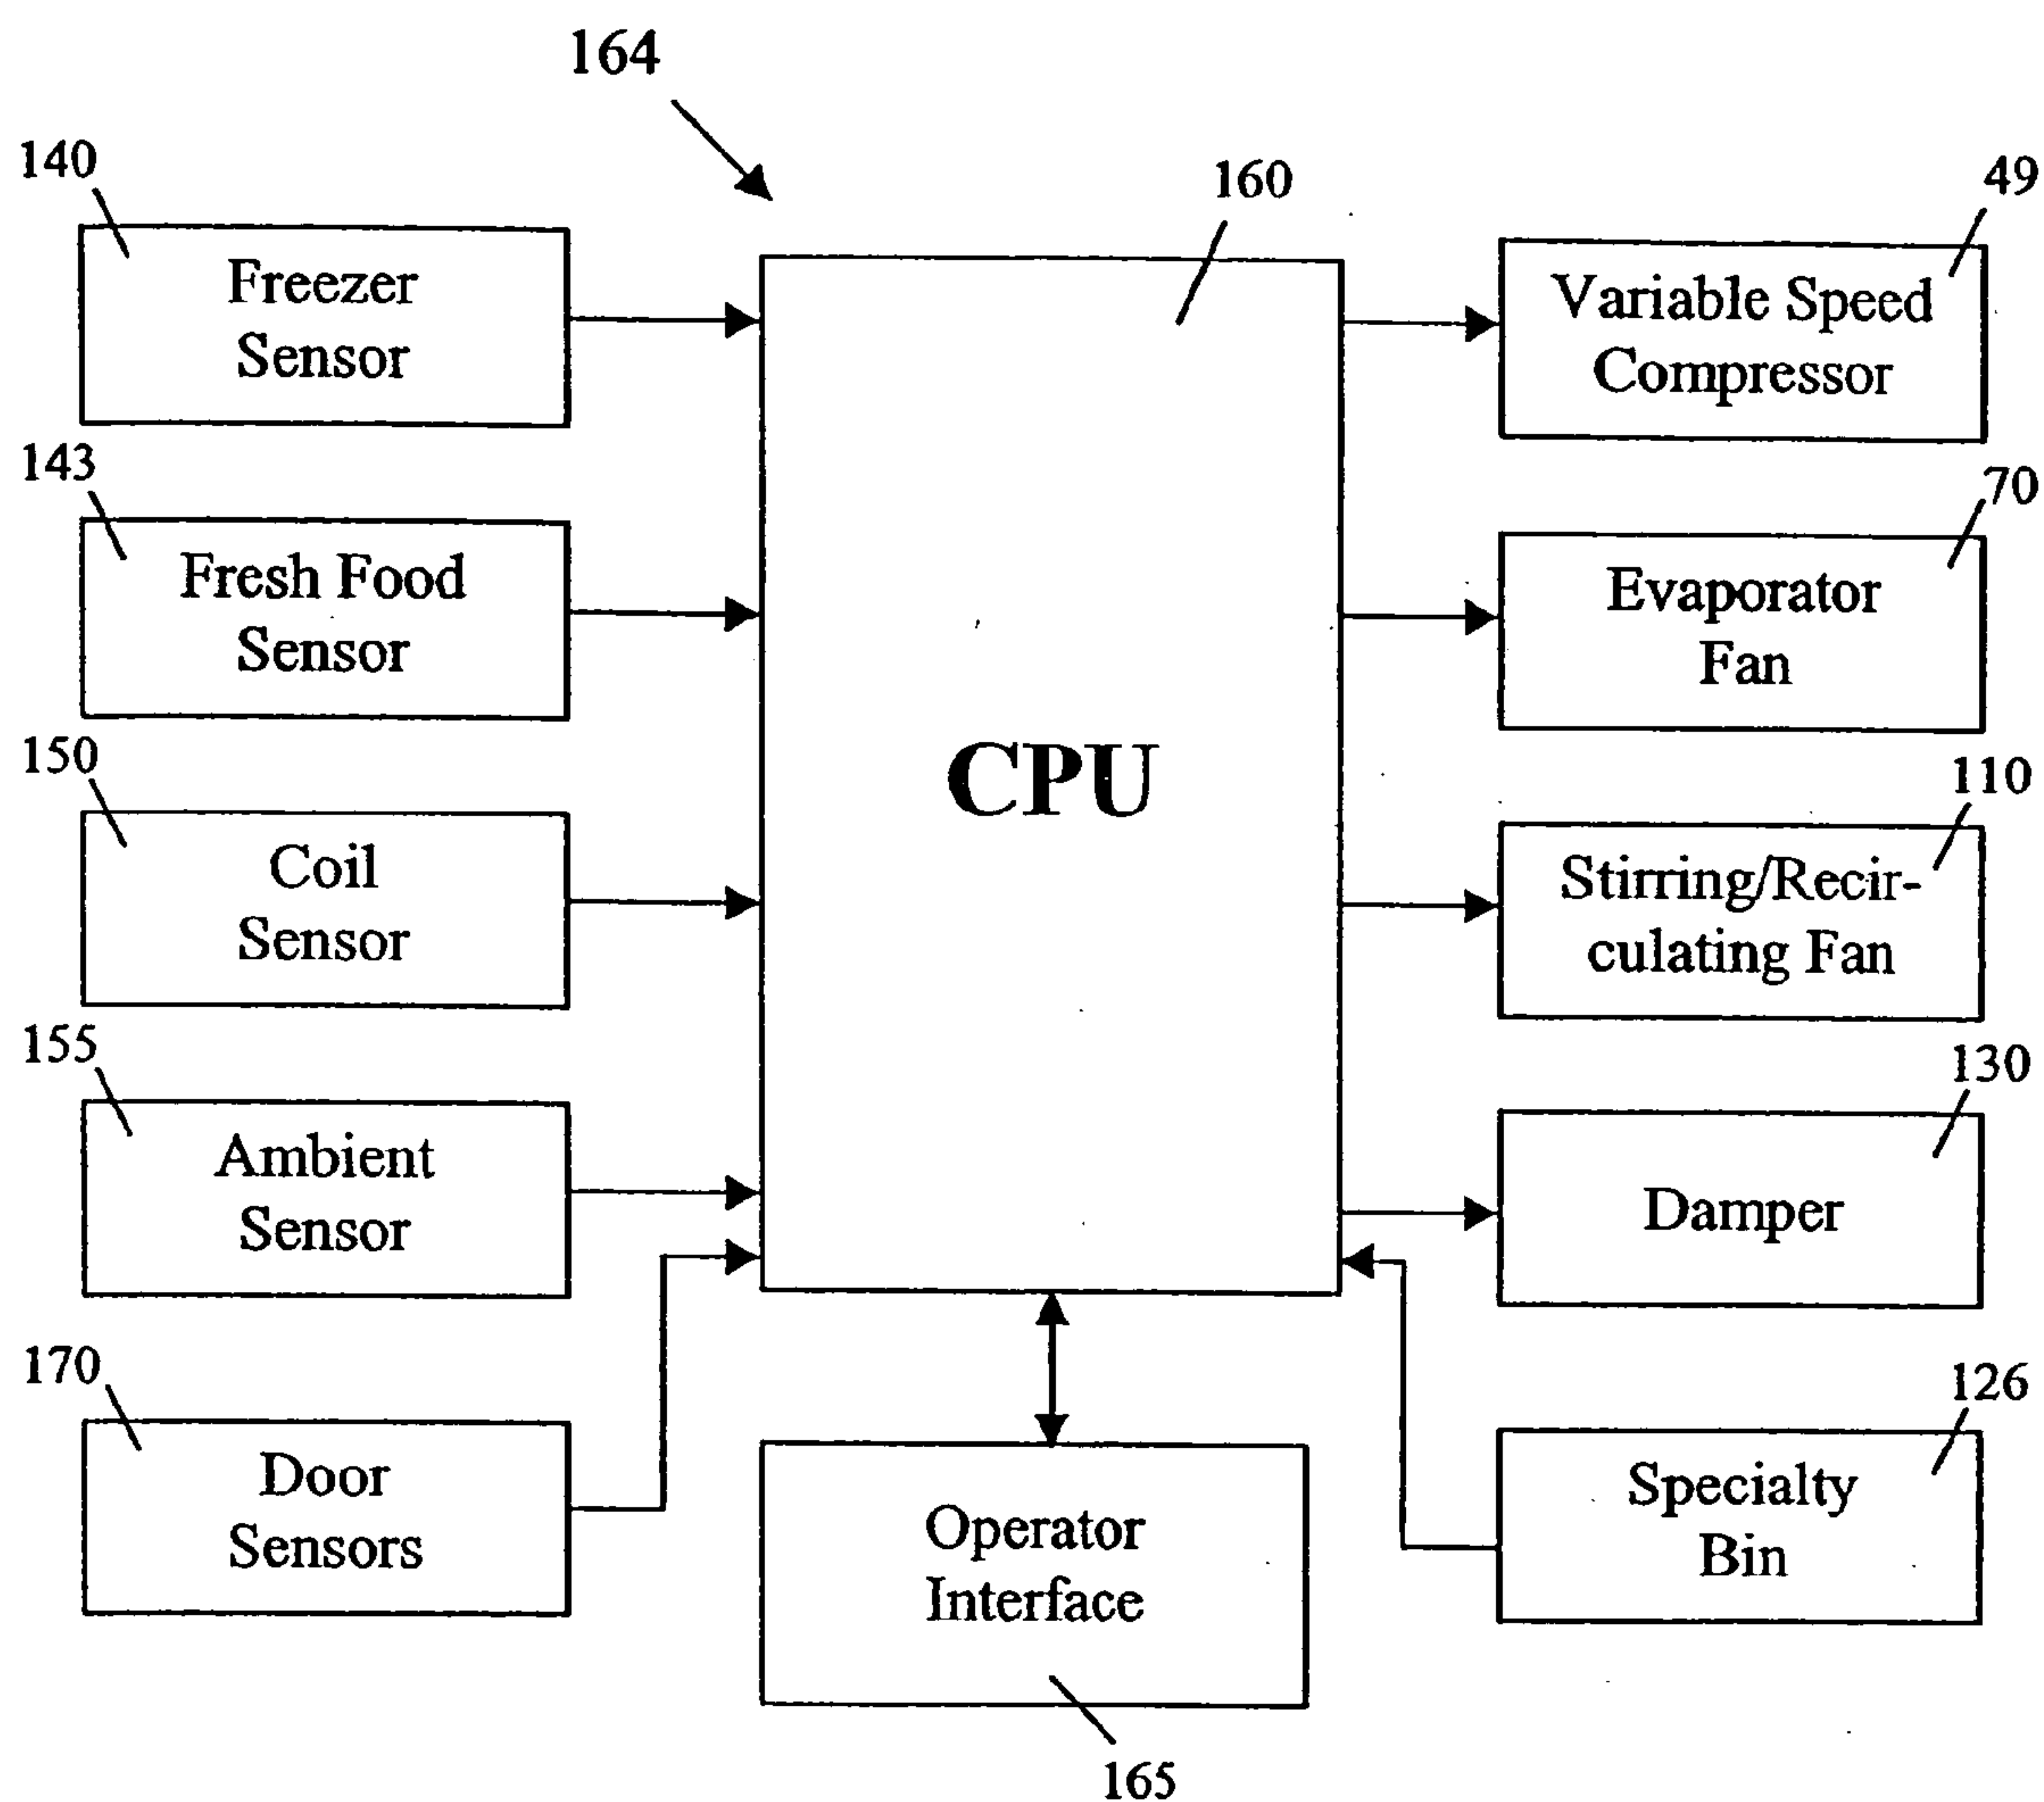 164
140
160
49
Freezer
Sensor
Variable Speed
Compressor
143
70
Fresh Food
Sensor
Evaporator
Fan
150
CPU
110
Coil
Sensor
Stirring/Recir-
culating Fan
155
130
Ambient
Sensor
Damper
170
126
Door
Sensors
Operator
Interface
Specialty
Bin
165